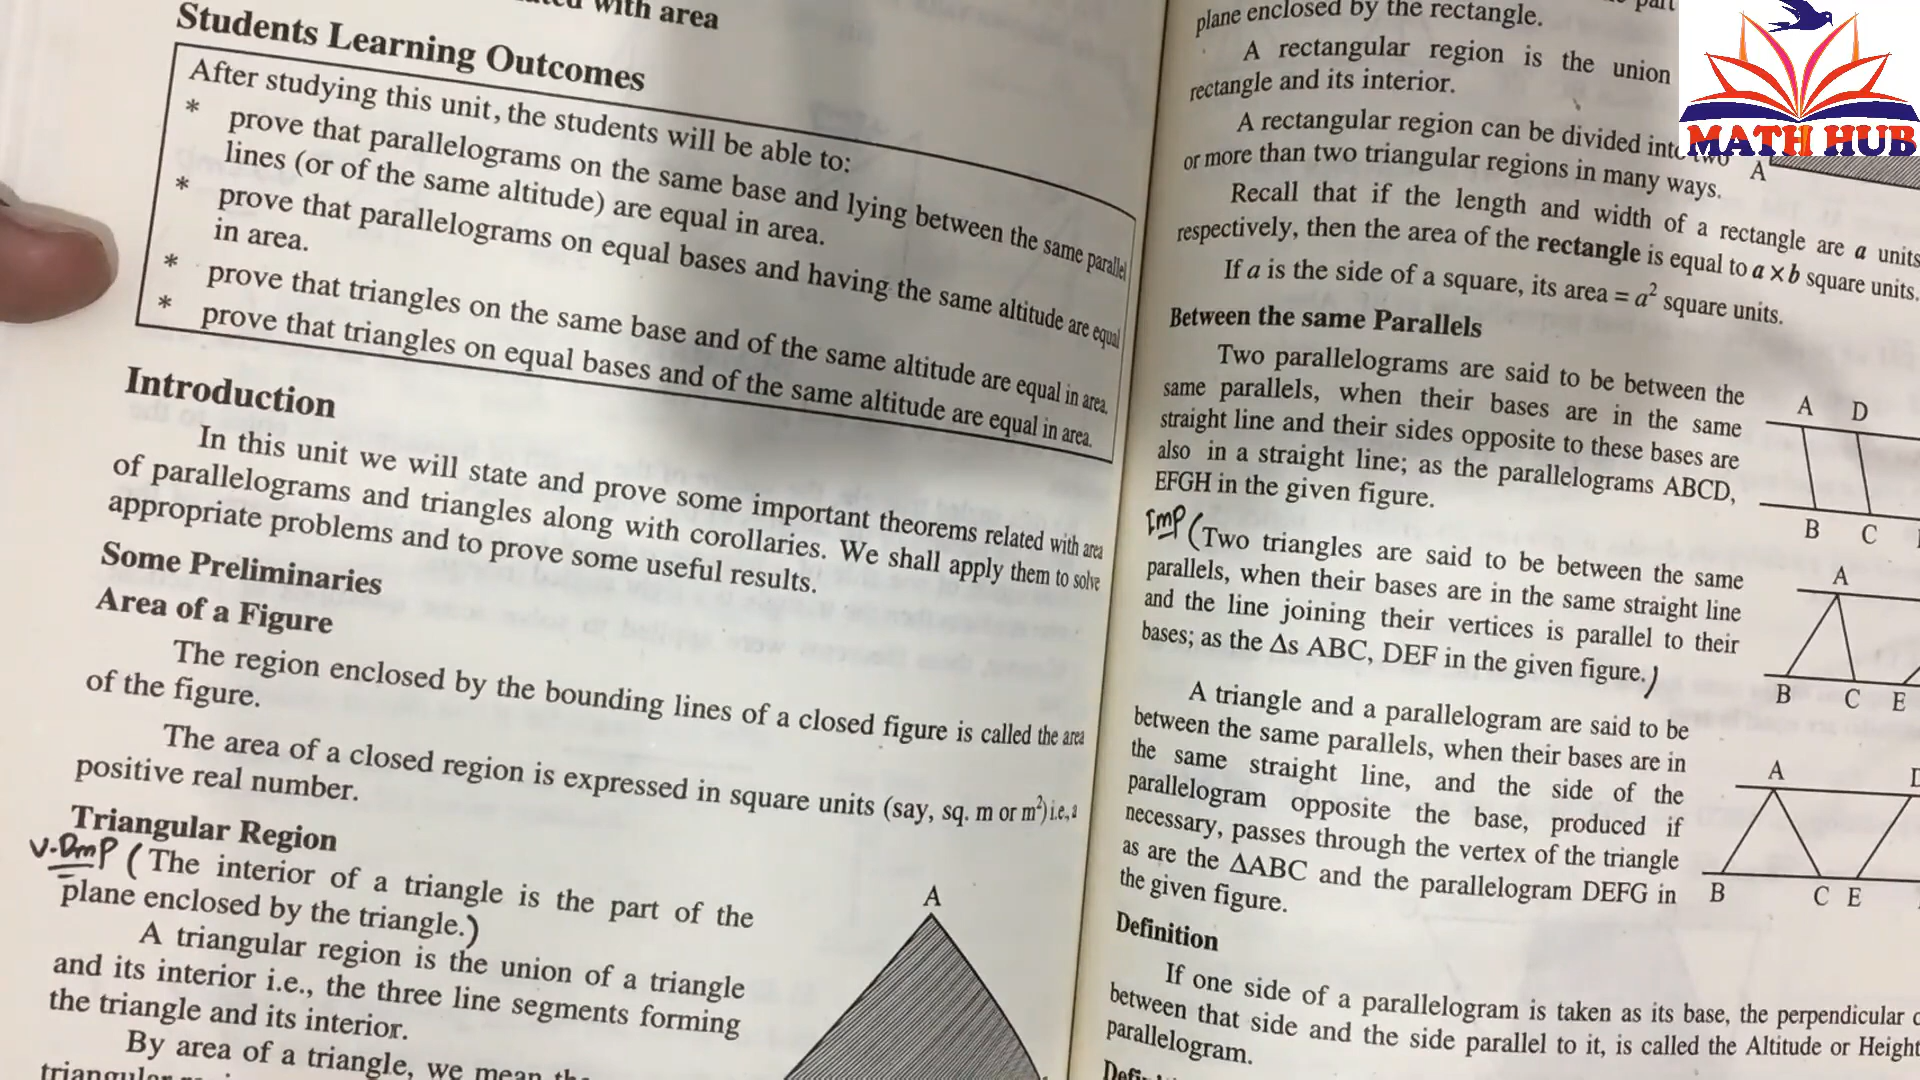 with area
Students Learning Outcomes
After studying this unit, the students will be able to:
* prove that parallelograms on the same base and lying between the same parallel
lines (or of the same altitude) are equal in area.
* prove that parallelograms on equal bases and having the same altitude are equal
in area.
* prove that triangles on the same base and of the same altitude are equal in area.
* prove that triangles on equal bases and of the same altitude are equal in area.
Introduction
In this unit we will state and prove some important theorems related with area
of parallelograms and triangles along with corollaries. We shall apply them to solve
appropriate problems and to prove some useful results.
Some Preliminaries
Area of a Figure
The region enclosed by the bounding lines of a closed figure is called the area
of the figure.
The area of a closed region is expressed in square units (say, sq. m or m²) i.e., a
positive real number.
Triangular Region
V.Imp (The interior of a triangle is the part of the
plane enclosed by the triangle.)
A triangular region is the union of a triangle
and its interior i.e., the three line segments forming
the triangle and its interior.
By area of a triangle, we mean the
A
part
plane enclosed by the rectangle.
A rectangular region is the union
rectangle and its interior.
A rectangular region can be divided into two
or more than two triangular regions in many ways.
Recall that if the length and width of a rectangle are a units
respectively, then the area of the rectangle is equal to a × b square units.
If a is the side of a square, its area = a² square units.
Between the same Parallels
Two parallelograms are said to be between the
same parallels, when their bases are in the same
straight line and their sides opposite to these bases are
also in a straight line; as the parallelograms ABCD,
EFGH in the given figure.
Imp (Two triangles are said to be between the same
parallels, when their bases are in the same straight line
and the line joining their vertices is parallel to their
bases; as the Δs ABC, DEF in the given figure.)
A triangle and a parallelogram are said to be
between the same parallels, when their bases are in
the same straight line, and the side of the
parallelogram opposite the base, produced if
necessary, passes through the vertex of the triangle
as are the ΔABC and the parallelogram DEFG in
the given figure.
Definition
If one side of a parallelogram is taken as its base, the perpendicular
between that side and the side parallel to it, is called the Altitude or Height
parallelogram.
MATH HUB
A
A D
B C
A
B C E
A
B C E